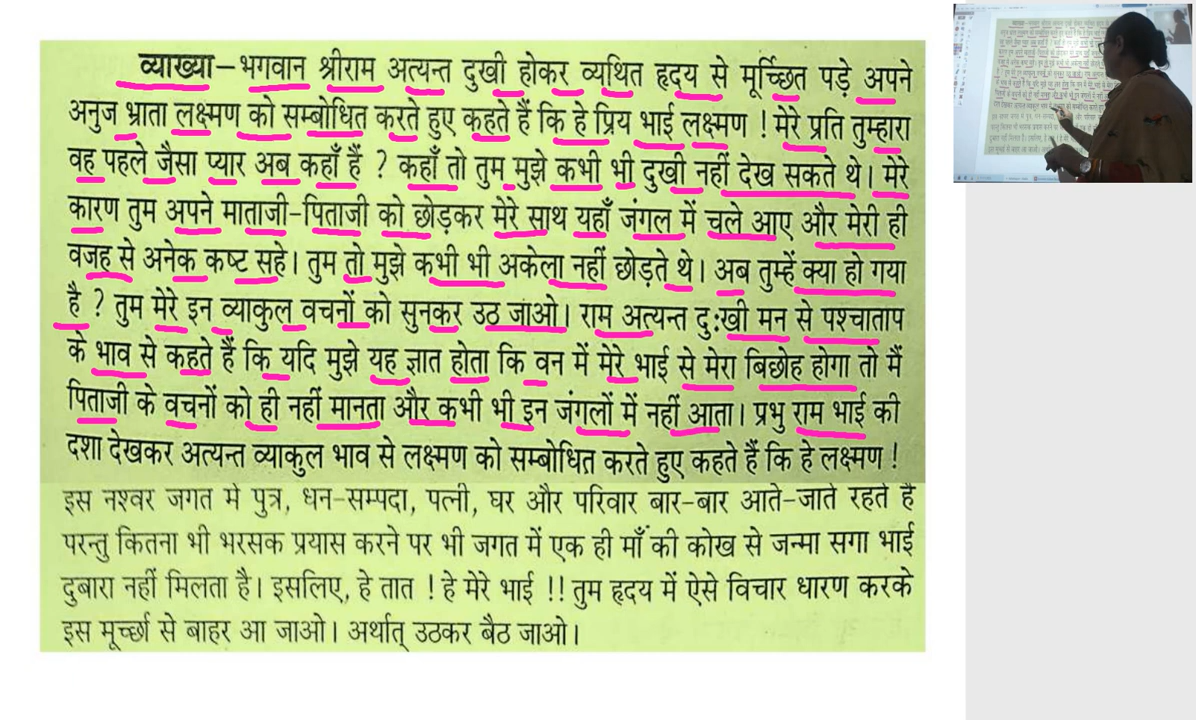 व्याख्या–भगवान श्रीराम अत्यन्त दुखी होकर व्यथित हृदय से मूर्च्छित पड़े अपने
अनुज भ्राता लक्ष्मण को सम्बोधित करते हुए कहते हैं कि हे प्रिय भाई लक्ष्मण ! मेरे प्रति तुम्हारा
वह पहले जैसा प्यार अब कहाँ हैं ? कहाँ तो तुम मुझे कभी भी दुखी नहीं देख सकते थे। मेरे
कारण तुम अपने माताजी-पिताजी को छोड़कर मेरे साथ यहाँ जंगल में चले आए और मेरी ही
वजह से अनेक कष्ट सहे। तुम तो मुझे कभी भी अकेला नहीं छोड़ते थे। अब तुम्हें क्या हो गया
है ? तुम मेरे इन व्याकुल वचनों को सुनकर उठ जाओ। राम अत्यन्त दुःखी मन से पश्चाताप
के भाव से कहते हैं कि यदि मुझे यह ज्ञात होता कि वन में मेरे भाई से मेरा बिछोह होगा तो मैं
पिताजी के वचनों को ही नहीं मानता और कभी भी इन जंगलों में नहीं आता। प्रभु राम भाई की
दशा देखकर अत्यन्त व्याकुल भाव से लक्ष्मण को सम्बोधित करते हुए कहते हैं कि हे लक्ष्मण !
इस नश्वर जगत में पुत्र, धन-सम्पदा, पत्नी, घर और परिवार बार-बार आते-जाते रहते हैं
परन्तु कितना भी भरसक प्रयास करने पर भी जगत में एक ही माँ की कोख से जन्मा सगा भाई
दुबारा नहीं मिलता है। इसलिए, हे तात ! हे मेरे भाई !! तुम हृदय में ऐसे विचार धारण करके
इस मूर्च्छा से बाहर आ जाओ। अर्थात् उठकर बैठ जाओ।